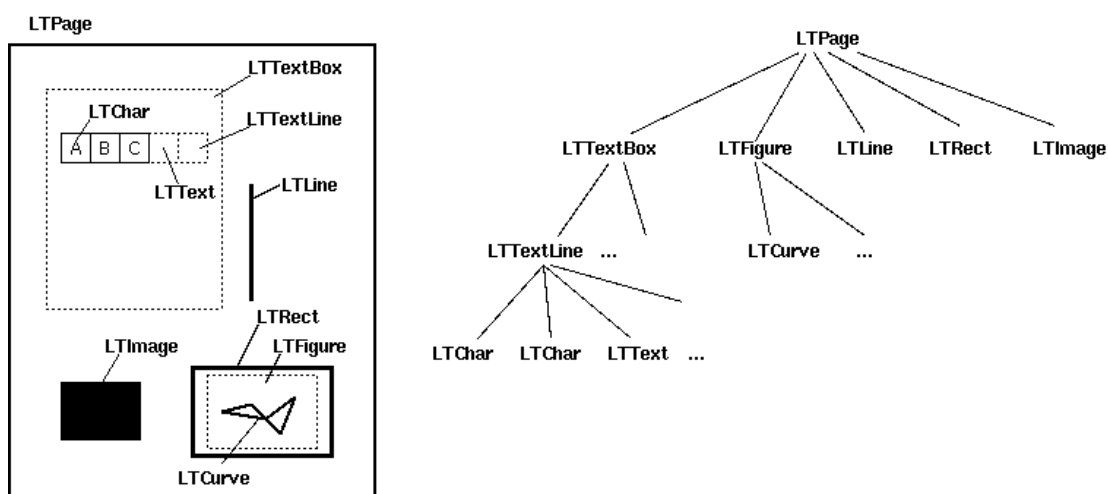 LTPage
LTTextBox
LTChar
LTTextLine
A B C
LTText
LTLine
LTRect
LTImage
LTFigure
LTCurve
LTPage
LTTextBox LTFigure LTLine LTRect LTImage
LTTextLine ... LTCurve ...
LTChar LTChar LTText ...